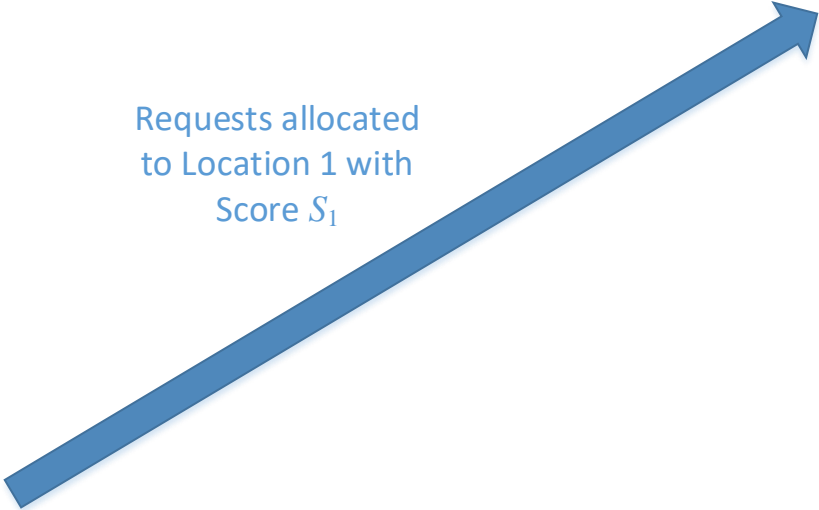 Requests allocated
to Location 1 with
Score S₁